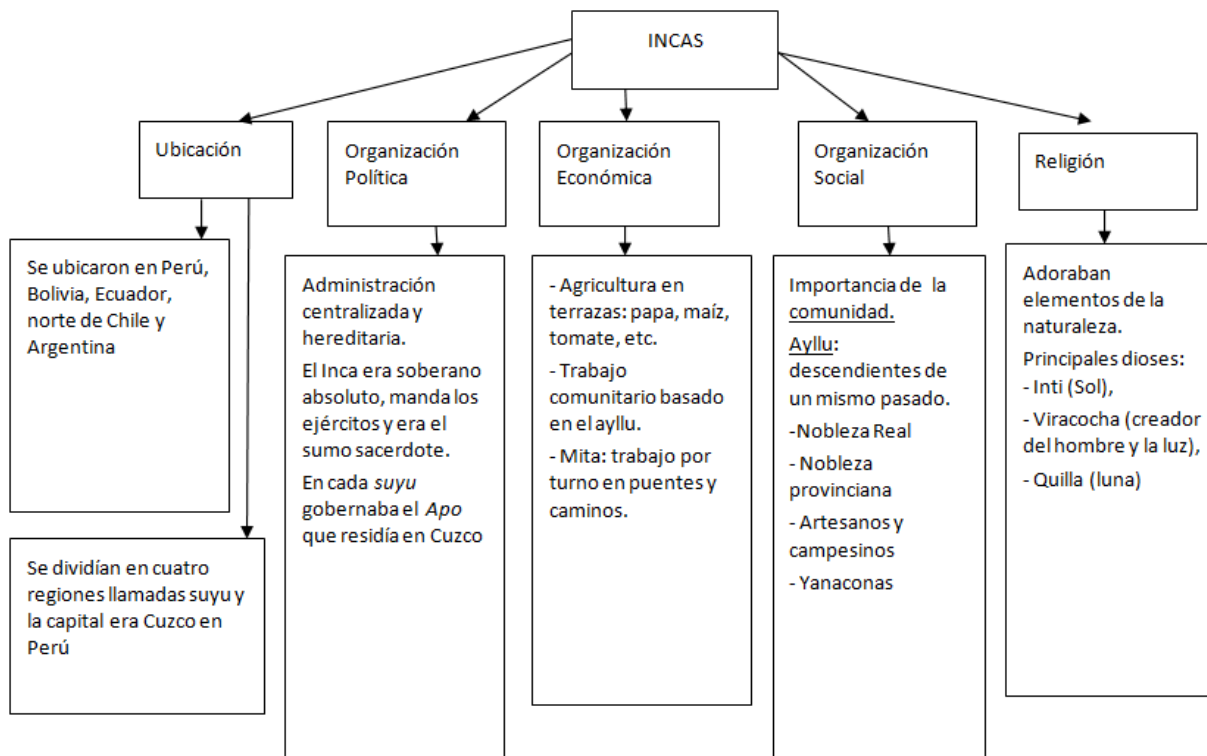 INCAS
Ubicación
Se ubicaron en Perú,
Bolivia, Ecuador,
norte de Chile y
Argentina
Se dividían en cuatro
regiones llamadas suyu y
la capital era Cuzco en
Perú
Organización
Política
Administración
centralizada y
hereditaria.
El Inca era soberano
absoluto, manda los
ejércitos y era el
sumo sacerdote.
En cada suyu
gobernaba el Apo
que residía en Cuzco
Organización
Económica
- Agricultura en
terrazas: papa, maíz,
tomate, etc.
- Trabajo
comunitario basado
en el ayllu.
- Mita: trabajo por
turno en puentes y
caminos.
Organización
Social
Importancia de la
comunidad.
Ayllu:
descendientes de
un mismo pasado.
-Nobleza Real
- Nobleza
provinciana
- Artesanos y
campesinos
- Yanaconas
Religión
Adoraban
elementos de la
naturaleza.
Principales dioses:
- Inti (Sol),
- Viracocha (creador
del hombre y la luz),
- Quilla (luna)